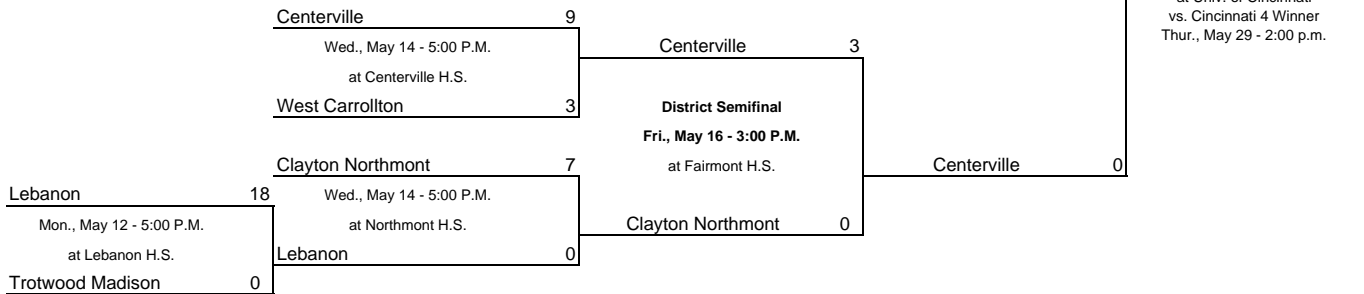 Centerville 9
vs. Cincinnati 4 Winner
Wed., May 14 - 5:00 P.M.
Thur., May 29 - 2:00 p.m.
Centerville 3
at Centerville H.S.
West Carrollton 3
District Semifinal
Fri., May 16 - 3:00 P.M.
Clayton Northmont 7
at Fairmont H.S.
Centerville 0
Lebanon 18
Wed., May 14 - 5:00 P.M.
Mon., May 12 - 5:00 P.M.
at Northmont H.S.
Clayton Northmont 0
at Lebanon H.S.
Lebanon 0
Trotwood Madison 0